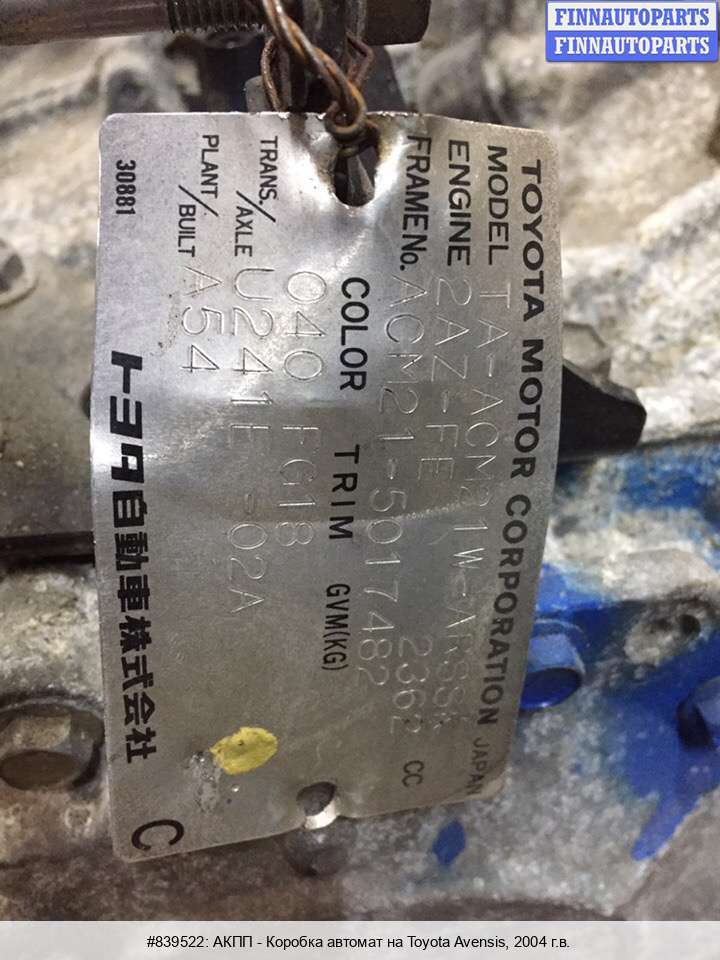 FINNAUTOPARTS
FINNAUTOPARTS
TOYOTA MOTOR CORPORATION JAPAN
MODEL TA-ACM21W-ARSSK
ENGINE 2AZ-FE 2362 CC
FRAME No. ACM21-5017482
COLOR TRIM GVM(KG)
040 FG18
TRANS./AXLE U241E -02A
PLANT/BUILT A54
30881 トヨタ自動車株式会社 C
#839522: АКПП - Коробка автомат на Toyota Avensis, 2004 г.в.